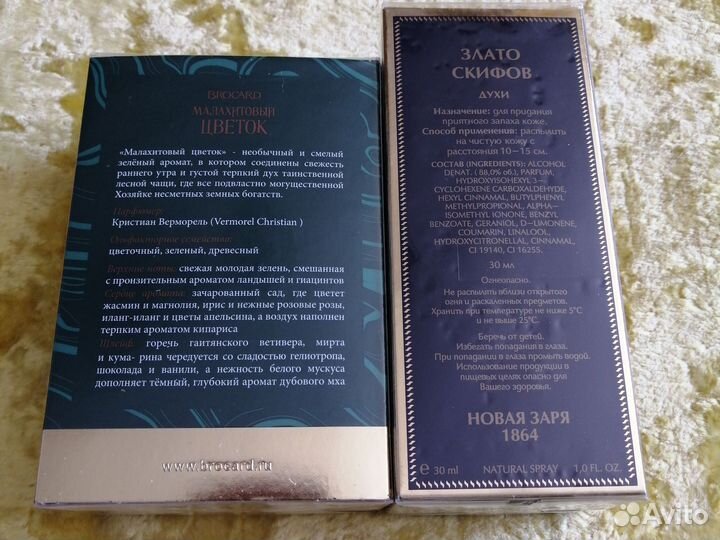 BROCARD
МАЛАХИТОВЫЙ
ЦВЕТОК
«Малахитовый цветок» - необычный и смелый
зелёный аромат, в котором соединены свежесть
раннего утра и густой терпкий дух таинственной
лесной чащи, где все подвластно могущественной
Хозяйке несметных земных богатств.
Парфюмер:
Кристиан Верморель (Vermorel Christian )
Ольфакторное семейство:
цветочный, зеленый, древесный
Верхние ноты: свежая молодая зелень, смешанная
с пронзительным ароматом ландышей и гиацинтов
Сердце аромата: зачарованный сад, где цветет
жасмин и магнолия, ирис и нежные розовые розы,
иланг-иланг и цветы апельсина, а воздух наполнен
терпким ароматом кипариса
Шлейф: горечь гаитянского ветивера, мирта
и кума- рина чередуется со сладостью гелиотропа,
шоколада и ванили, а нежность белого мускуса
дополняет тёмный, глубокий аромат дубового мха
www.brocard.ru
ЗЛАТО
СКИФОВ
ДУХИ
Назначение: для придания
приятного запаха коже.
Способ применения: распылить
на чистую кожу с
расстояния 10–15 см.
СОСТАВ (INGREDIENTS): ALCOHOL
DENAT. ( 88,0% об.), PARFUM,
HYDROXYISOHEXYL 3–
CYCLOHEXENE CARBOXALDEHYDE,
HEXYL CINNAMAL, BUTYLPHENYL
METHYLPROPIONAL, ALPHA–
ISOMETHYL IONONE, BENZYL
BENZOATE, GERANIOL, D–LIMONENE,
COUMARIN, LINALOOL,
HYDROXYCITRONELLAL, CINNAMAL,
CI 19140, CI 16255.
30 МЛ
Огнеопасно.
Не распылять вблизи открытого
огня и раскаленных предметов.
Хранить при температуре не ниже 5°С
и не выше 25°С.
Беречь от детей.
Избегать попадания в глаза.
При попадании в глаза промыть водой.
Использование продукции в
пищевых целях опасно для
Вашего здоровья.
НОВАЯ ЗАРЯ
1864
℮ 30 ml NATURAL SPRAY 1.0 FL. OZ.
Avito